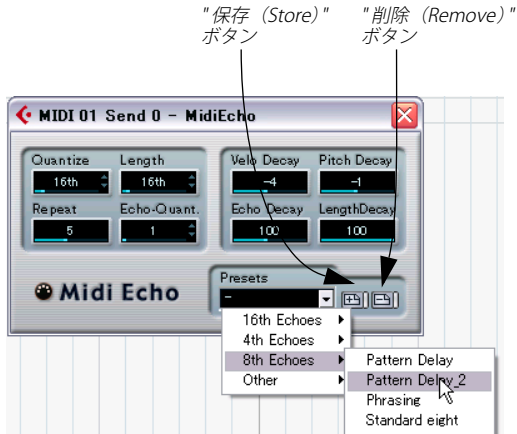 "保存（Store）" "削除（Remove）"
ボタン ボタン
MIDI 01 Send 0 - MidiEcho
Quantize Length Velo Decay Pitch Decay
16th 16th -4 -1
Repeat Echo-Quant. Echo Decay LengthDecay
5 1 100 100
Midi Echo
Presets
-
16th Echoes
4th Echoes
8th Echoes
Other
Pattern Delay
Pattern Delay_2
Phrasing
Standard eight